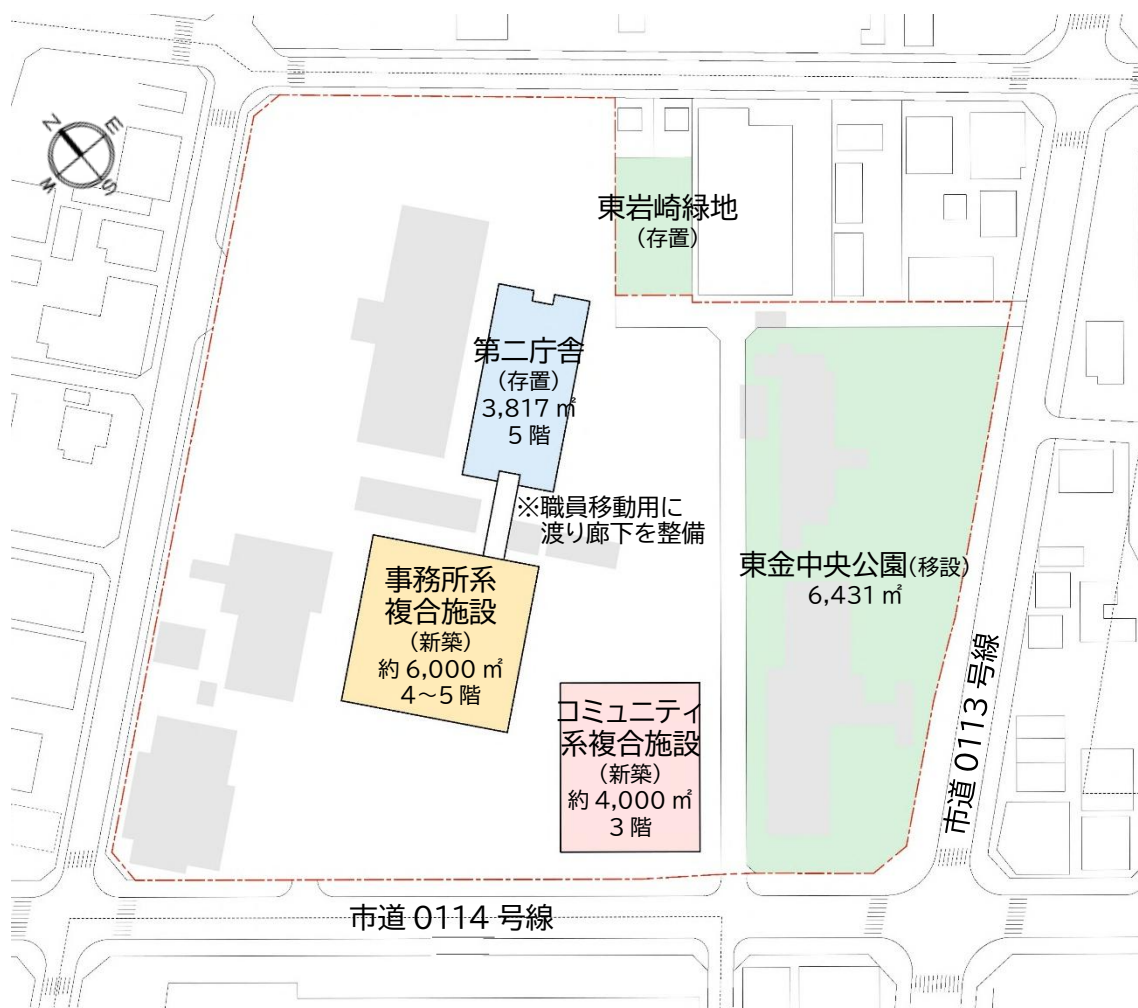 N
E
W
S
東岩崎緑地
(存置)
第二庁舎
(存置)
3,817 ㎡
5 階
※職員移動用に
渡り廊下を整備
事務所系
複合施設
(新築)
約 6,000 ㎡
4～5 階
東金中央公園(移設)
6,431 ㎡
コミュニティ
系複合施設
(新築)
約 4,000 ㎡
3 階
市道 0113 号線
市道 0114 号線